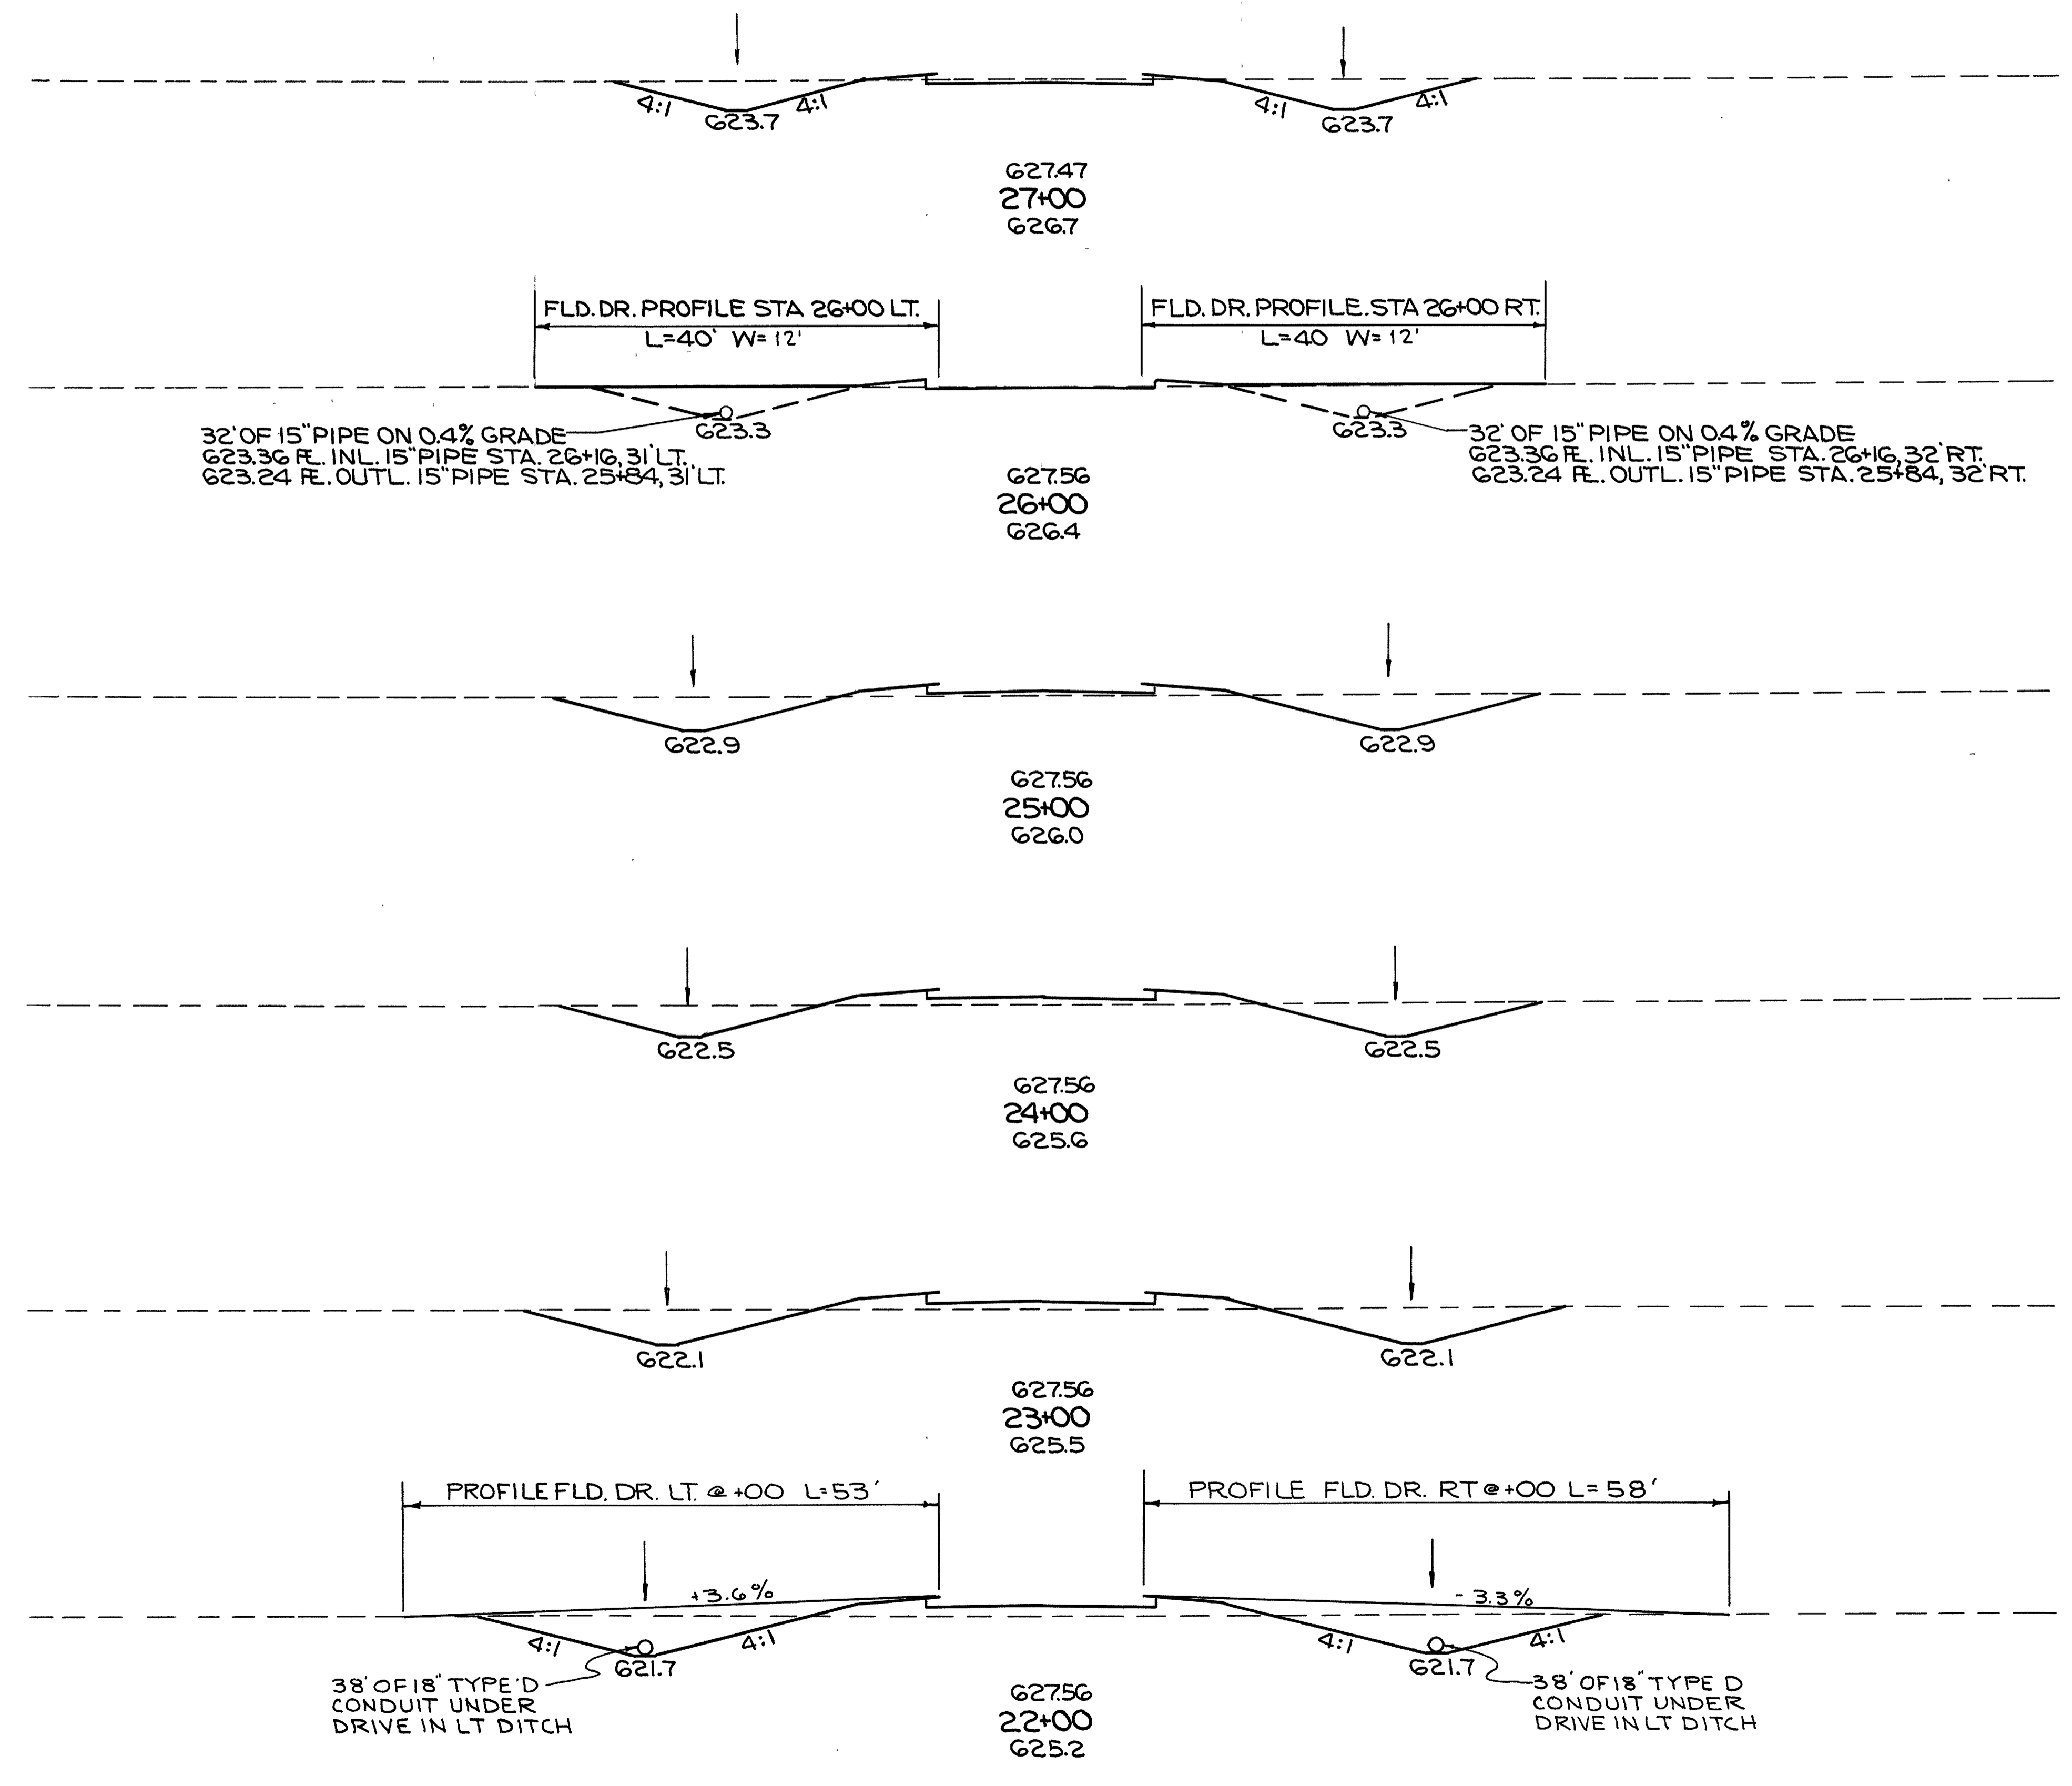 4:1 4:1 4:1 4:1
623.7 623.7
627.47
27+00
626.7
FLD. DR. PROFILE STA 26+00 LT.
L=40' W=12'
FLD. DR. PROFILE. STA 26+00 RT.
L=40 W=12'
623.3 623.3
32' OF 15" PIPE ON 0.4% GRADE
623.36 FL. INL. 15" PIPE STA. 26+16, 31' LT.
623.24 FL. OUTL. 15" PIPE STA. 25+84, 31' LT.
32' OF 15" PIPE ON 0.4% GRADE
623.36 FL. INL. 15" PIPE STA. 26+16, 32' RT.
623.24 FL. OUTL. 15" PIPE STA. 25+84, 32' RT.
627.56
26+00
626.4
622.9 622.9
627.56
25+00
626.0
622.5 622.5
627.56
24+00
625.6
622.1 622.1
627.56
23+00
625.5
PROFILE FLD. DR. LT. @ +00 L=53'
PROFILE FLD. DR. RT @ +00 L=58'
+3.6% -3.3%
4:1 4:1 4:1 4:1
621.7 621.7
38' OF 18" TYPE D
CONDUIT UNDER
DRIVE IN LT DITCH
38' OF 18" TYPE D
CONDUIT UNDER
DRIVE IN LT DITCH
627.56
22+00
625.2